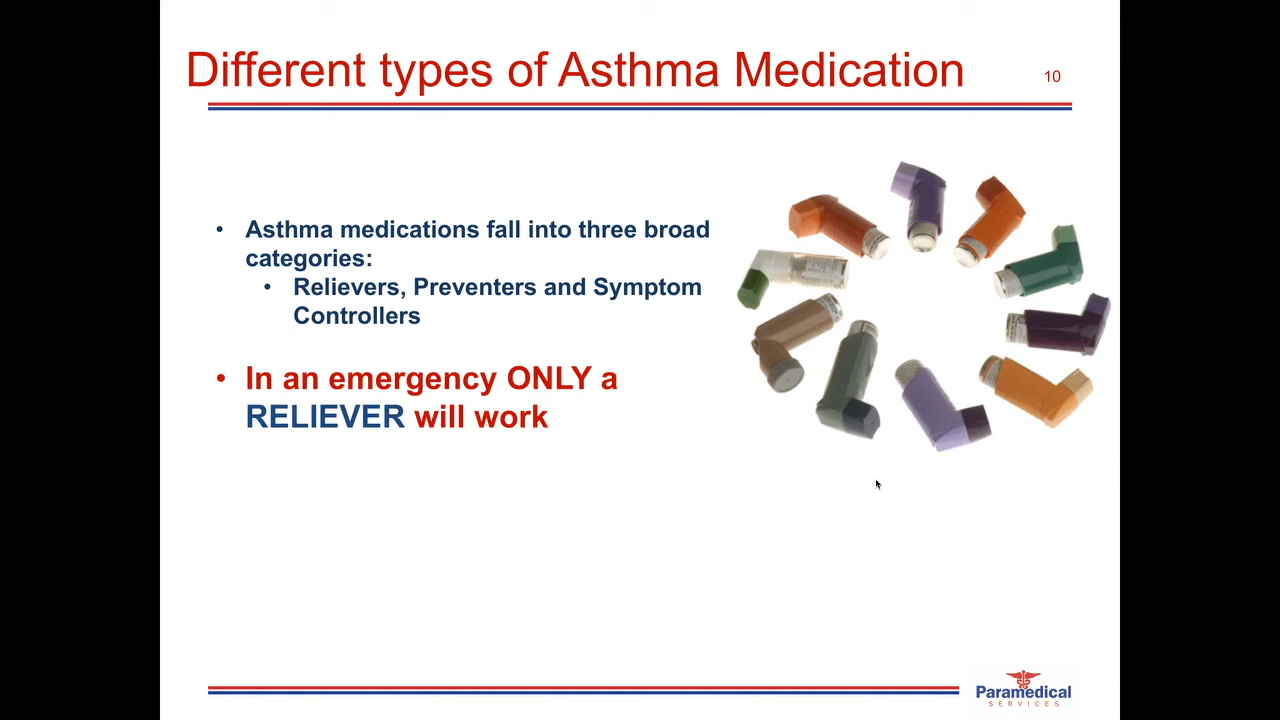 Different types of Asthma Medication
10
• Asthma medications fall into three broad
categories:
• Relievers, Preventers and Symptom
Controllers
• In an emergency ONLY a
RELIEVER will work
Paramedical
SERVICES